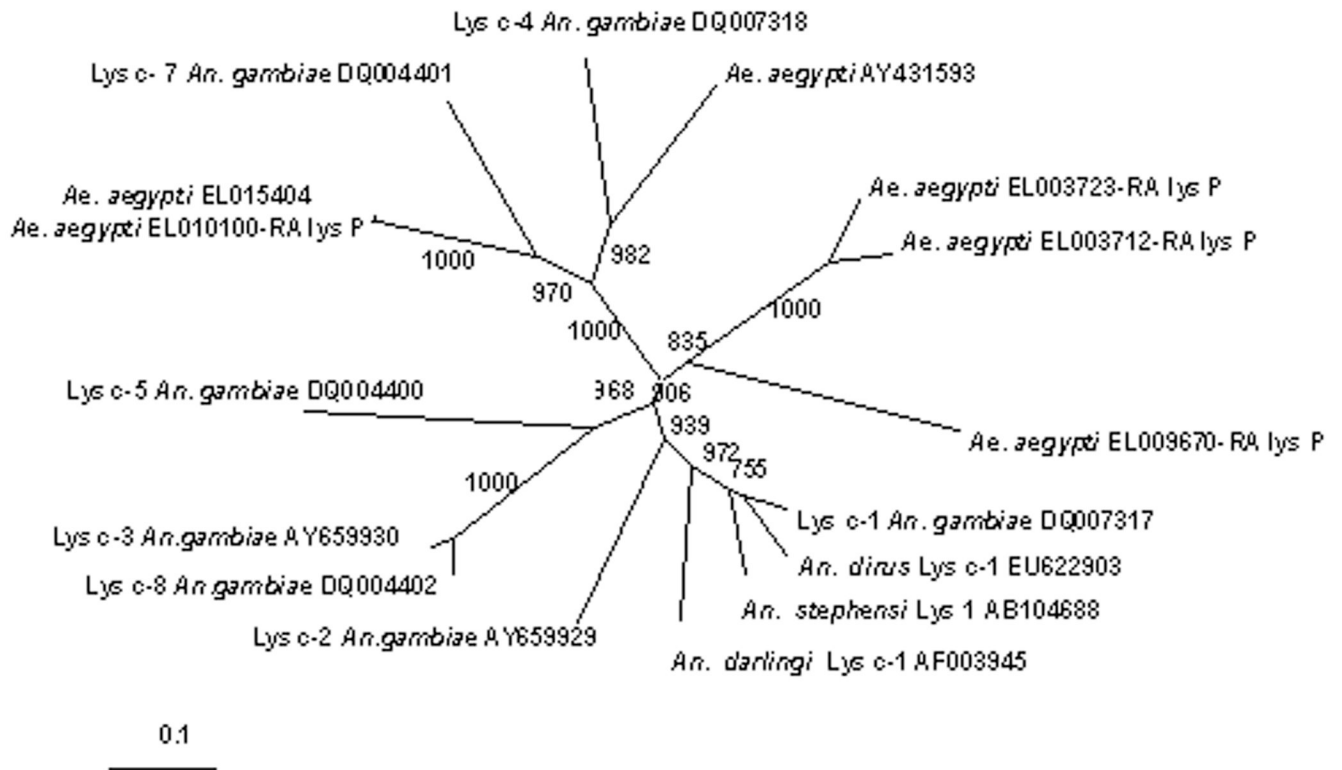 Lys c-4 An. gambiae DQ007318
Lys c- 7 An. gambiae DQ004401
Ae. aegypti AY431593
Ae. aegypti EL015404
Ae. aegypti EL010100-RA lys P
Ae. aegypti EL003723-RA lys P
Ae. aegypti EL003712-RA lys P
1000
982
970
1000
1000
835
Lys c-5 An. gambiae DQ004400
968
906
939
Ae. aegypti EL009670-RA lys P
972
755
1000
Lys c-1 An. gambiae DQ007317
Lys c-3 An.gambiae AY659930
An. dirus Lys c-1 EU622903
Lys c-8 An.gambiae DQ004402
An. stephensi Lys 1 AB104688
Lys c-2 An.gambiae AY659929
An. darlingi Lys c-1 AF003945
0.1